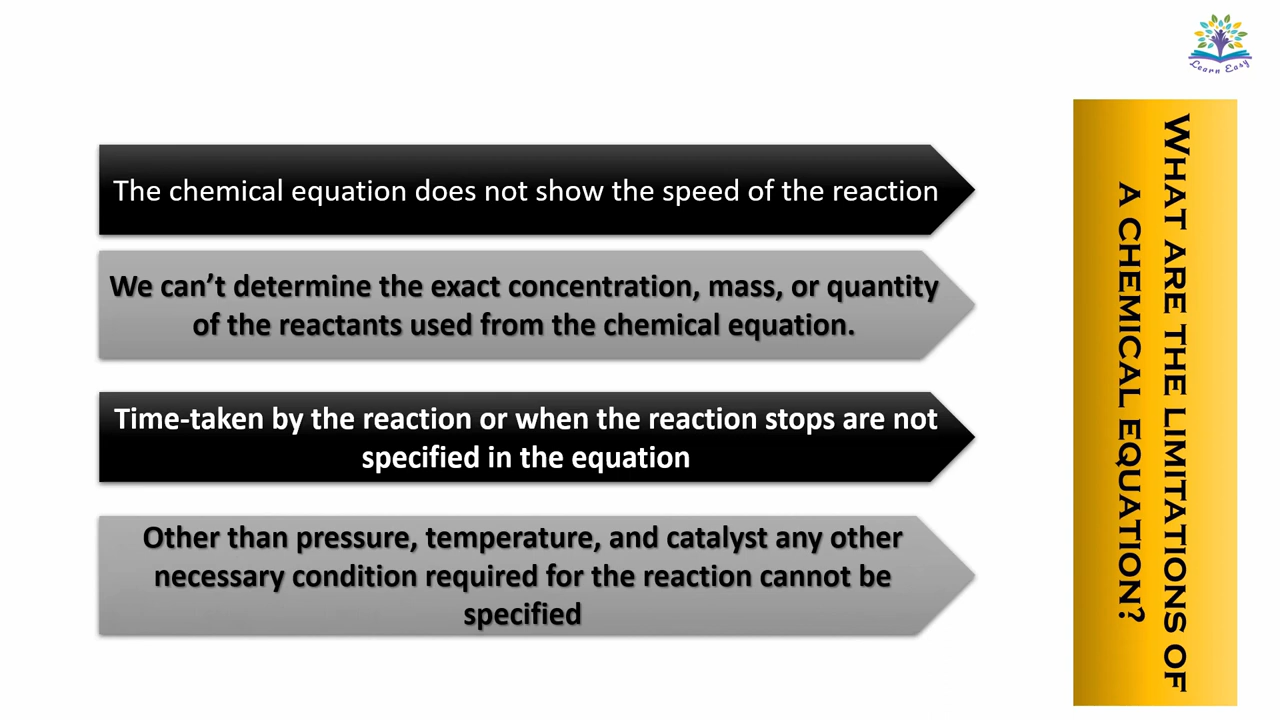 Learn Easy
The chemical equation does not show the speed of the reaction
We can’t determine the exact concentration, mass, or quantity
of the reactants used from the chemical equation.
Time-taken by the reaction or when the reaction stops are not
specified in the equation
Other than pressure, temperature, and catalyst any other
necessary condition required for the reaction cannot be
specified
WHAT ARE THE LIMITATIONS OF
A CHEMICAL EQUATION?